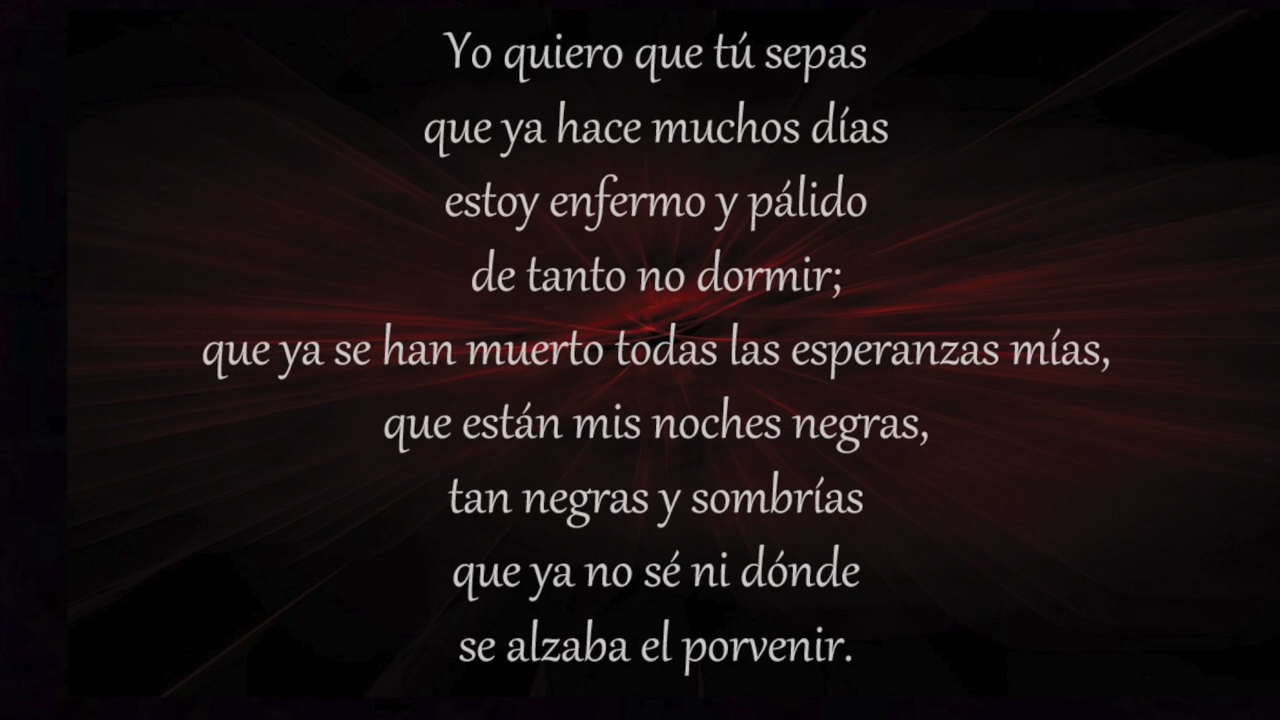 Yo quiero que tú sepas
que ya hace muchos días
estoy enfermo y pálido
de tanto no dormir;
que ya se han muerto todas las esperanzas mías,
que están mis noches negras,
tan negras y sombrías
que ya no sé ni dónde
se alzaba el porvenir.